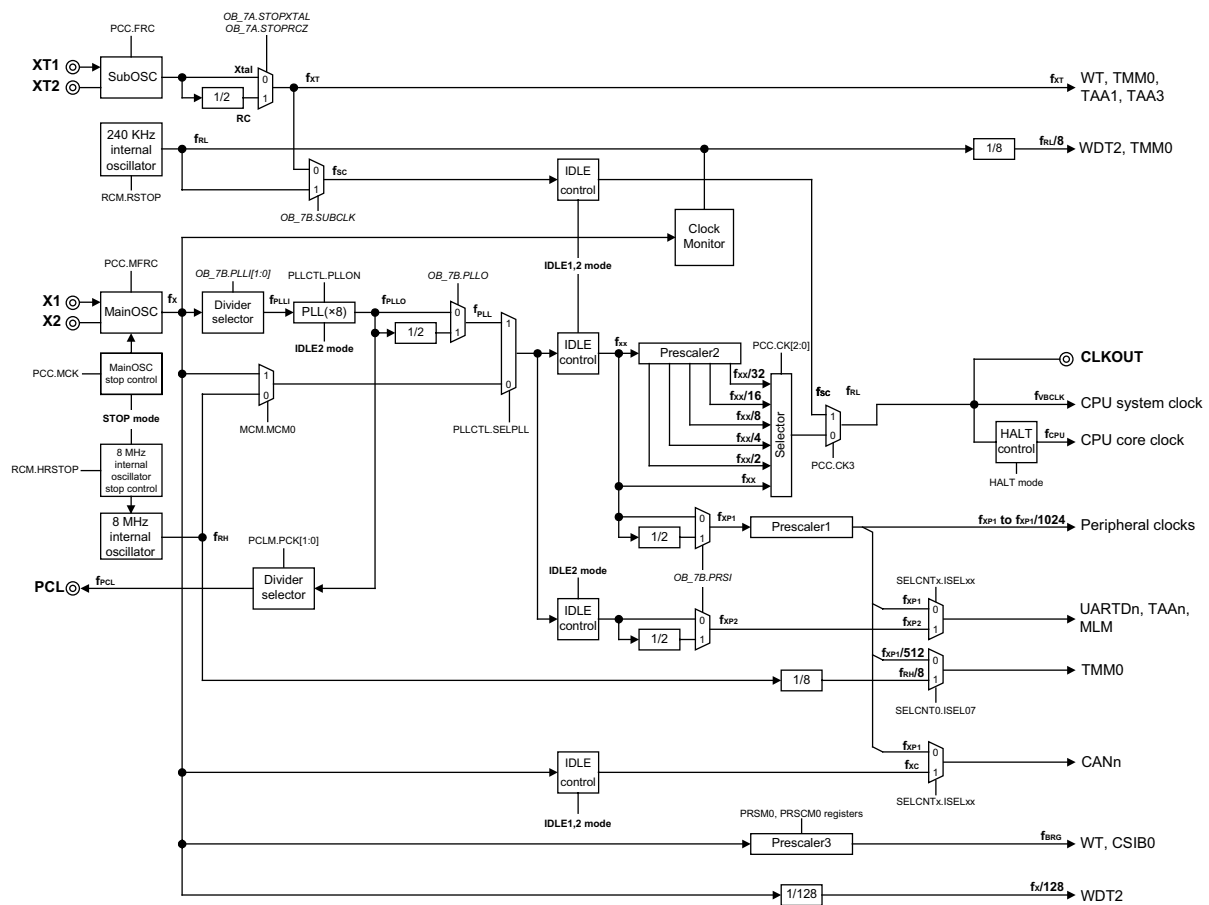 OB_7A.STOPXTAL
OB_7A.STOPRCZ
PCC.FRC
XT1
XT2
SubOSC
Xtal
0
1
1/2
RC
fXT
fXT
WT, TMM0,
TAA1, TAA3
240 KHz
internal
oscillator
fRL
RCM.RSTOP
0
1
fSC
OB_7B.SUBCLK
IDLE
control
1/8
fRL/8
WDT2, TMM0
Clock
Monitor
IDLE1,2 mode
PCC.MFRC
OB_7B.PLLI[1:0]
PLLCTL.PLLON
OB_7B.PLLO
X1
X2
MainOSC
fX
Divider
selector
fPLLI
PLL(×8)
IDLE2 mode
fPLLO
1/2
0
1
fPLL
1
0
PLLCTL.SELPLL
IDLE
control
fXX
Prescaler2
PCC.CK[2:0]
fXX/32
fXX/16
fXX/8
fXX/4
fXX/2
fXX
Selector
fSC
fRL
1
0
PCC.CK3
CLKOUT
fVBCLK
CPU system clock
HALT
control
fCPU
CPU core clock
HALT mode
PCC.MCK
MainOSC
stop control
STOP mode
1
0
MCM.MCM0
RCM.HRSTOP
8 MHz
internal
oscillator
stop control
8 MHz
internal
oscillator
fRH
0
1
1/2
fXP1
Prescaler1
fXP1 to fXP1/1024
Peripheral clocks
OB_7B.PRSI
PCLM.PCK[1:0]
PCL
fPCL
Divider
selector
IDLE2 mode
IDLE
control
1/2
0
1
fXP2
SELCNTx.ISELxx
fXP1
fXP2
0
1
UARTDn, TAAn,
MLM
fXP1/512
fRH/8
0
1
TMM0
1/8
SELCNT0.ISEL07
IDLE
control
IDLE1,2 mode
fXP1
fXC
0
1
CANn
SELCNTx.ISELxx
PRSM0, PRSCM0 registers
Prescaler3
fBRG
WT, CSIB0
1/128
fX/128
WDT2